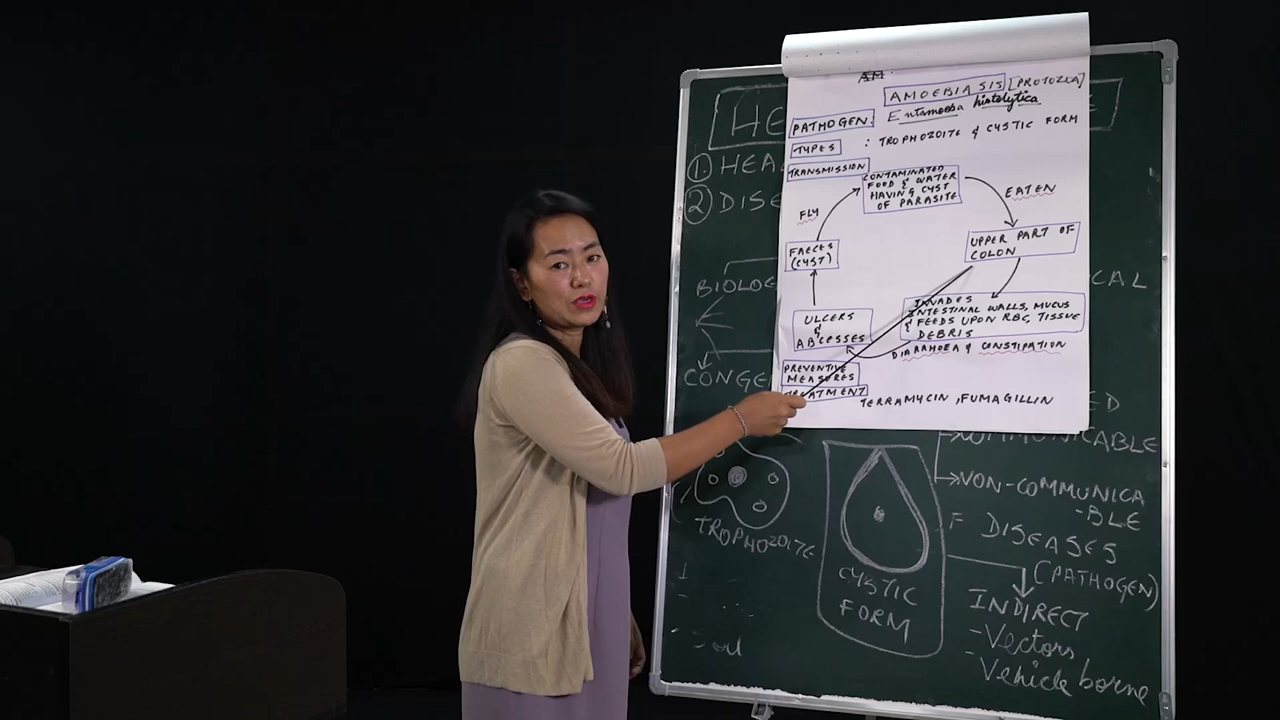 AM.
AMOEBIASIS [PROTOZOA]
PATHOGEN: Entamoeba histolytica
TYPES : TROPHOZOITE & CYSTIC FORM
TRANSMISSION
CONTAMINATED
FOOD & WATER
HAVING CYST
OF PARASITE
EATEN
FLY
UPPER PART OF
COLON
FAECES
(CYST)
INVADES
INTESTINAL WALLS, MUCUS
& FEEDS UPON RBC, TISSUE
DEBRIS
DIARRAHOEA & CONSTIPATION
ULCERS
&
ABCESSES
PREVENTIVE
MEASURES
TREATMENT
TERRAMYCIN, FUMAGILLIN
HE
1. HEA
2) DISE
BIOLOG
CAL
CONGE
ED
COMMUNICABLE
NON-COMMUNICA
-BLE
TROPHOZOITE
CYSTIC
FORM
F DISEASES
(PATHOGEN)
INDIRECT
-Vectors
-Vehicle borne